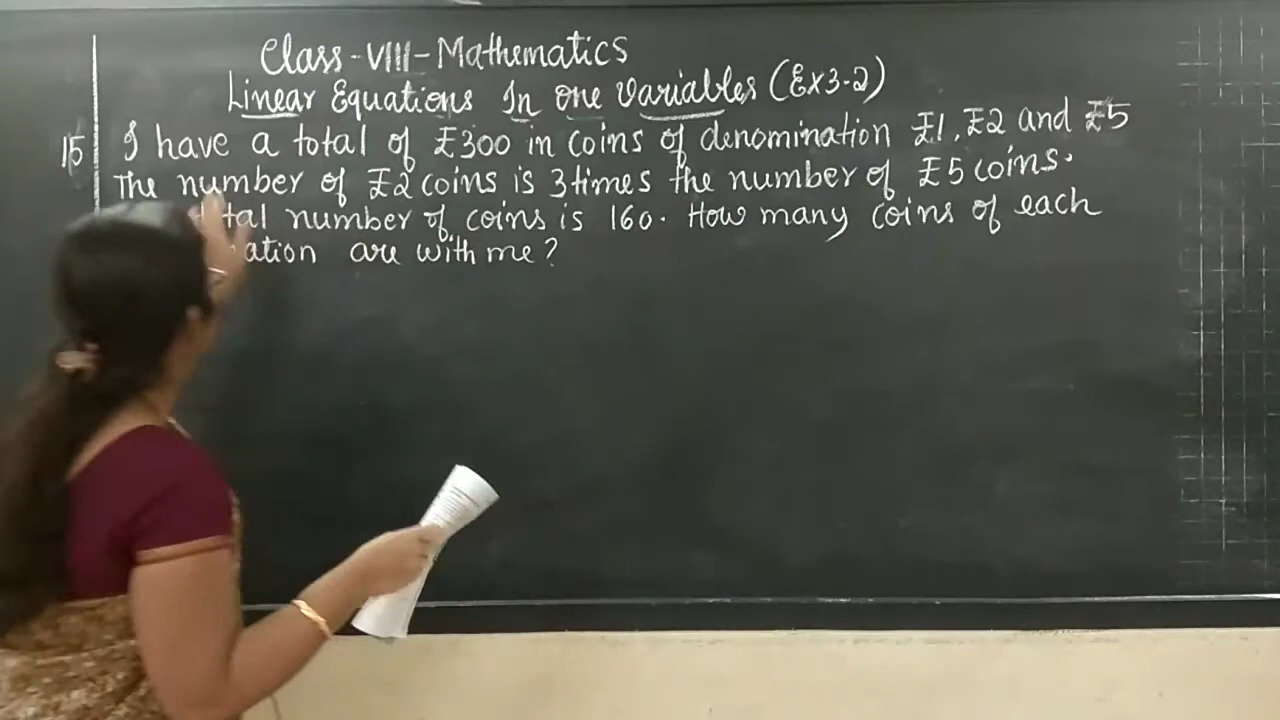 Class-VIII-Mathematics
Linear Equations In one Variables (Ex3-2)
15 I have a total of ₹300 in coins of denomination ₹1, ₹2 and ₹5
The number of ₹2 coins is 3 times the number of ₹5 coins.
number of coins is 160. How many coins of each
are with me?